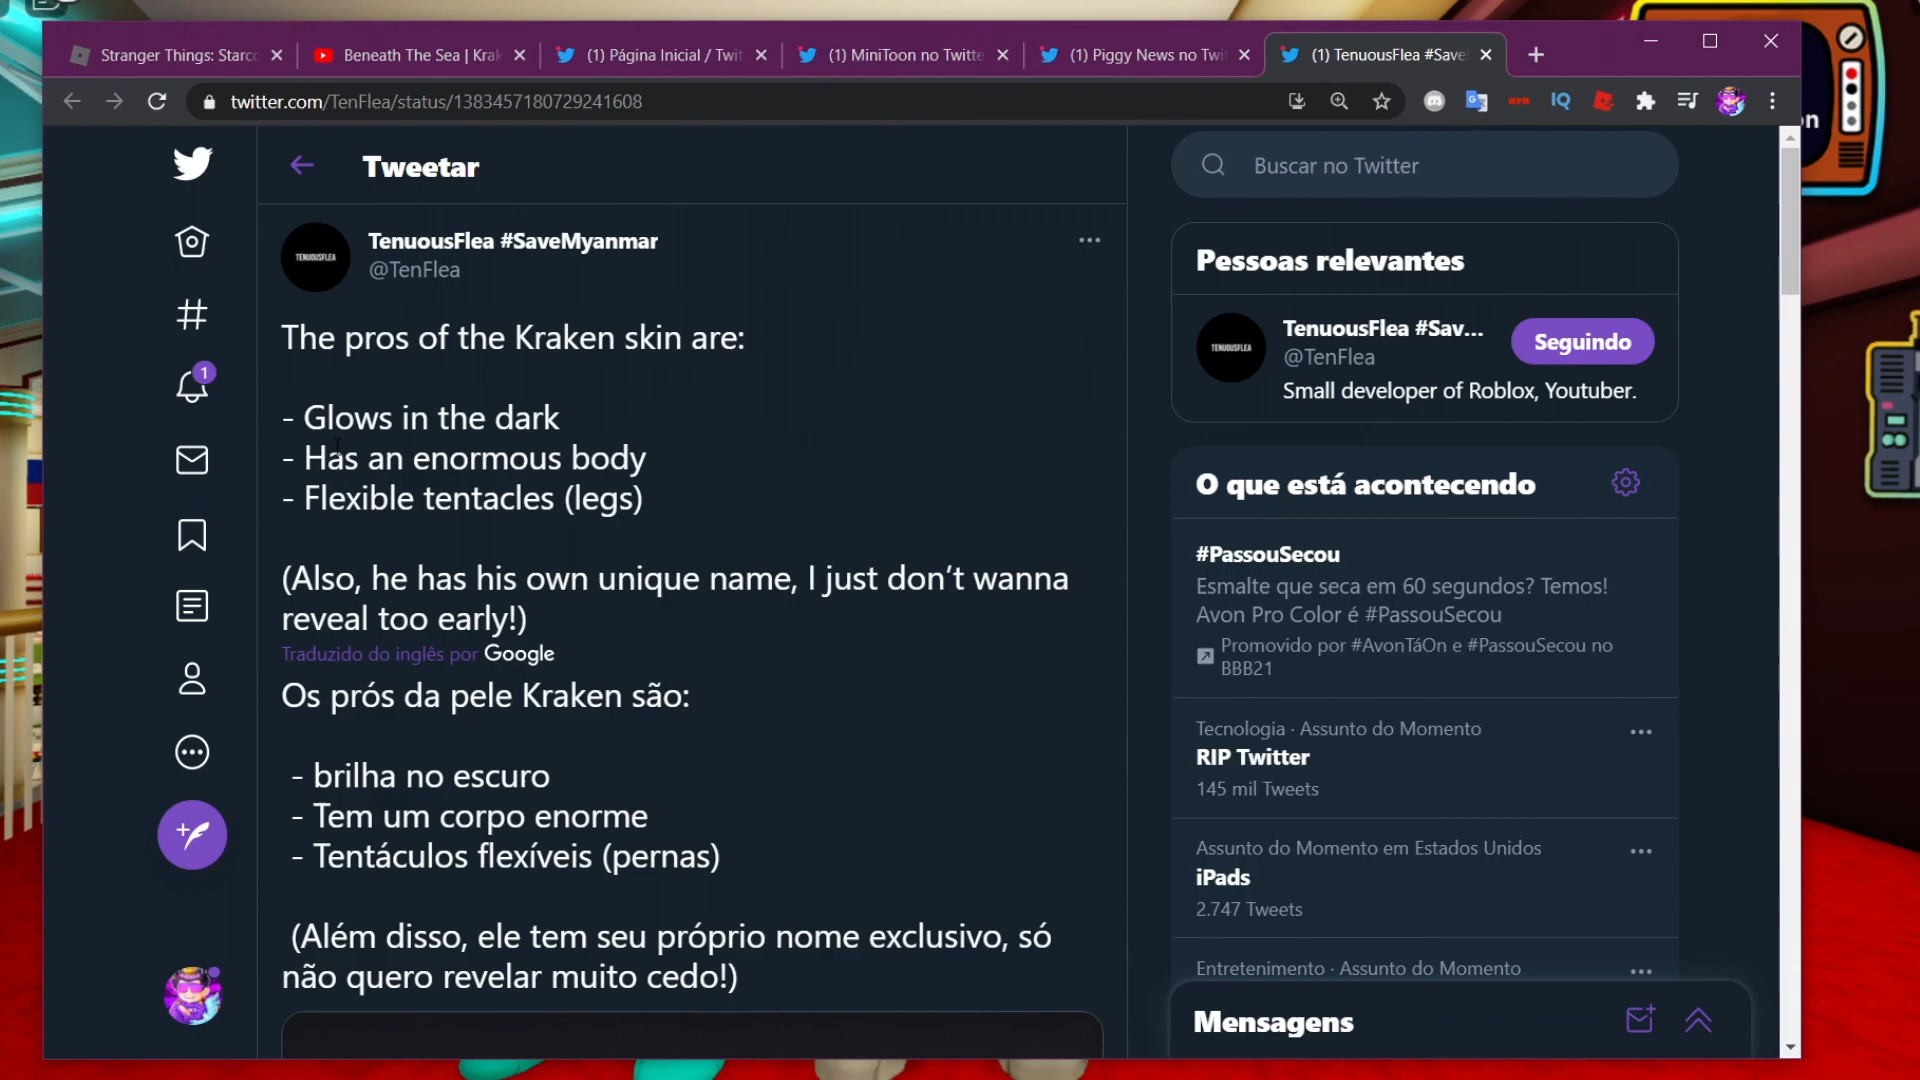 Stranger Things: Starco
Beneath The Sea | Krak
(1) Página Inicial / Twit
(1) MiniToon no Twitte
(1) Piggy News no Twi
(1) TenuousFlea #Save
twitter.com/TenFlea/status/1383457180729241608
IQ
on
Tweetar
Buscar no Twitter
TENUOUSFLEA
TenuousFlea #SaveMyanmar
@TenFlea
The pros of the Kraken skin are:
- Glows in the dark
- Has an enormous body
- Flexible tentacles (legs)
(Also, he has his own unique name, I just don’t wanna
reveal too early!)
Traduzido do inglês por Google
Os prós da pele Kraken são:
- brilha no escuro
- Tem um corpo enorme
- Tentáculos flexíveis (pernas)
(Além disso, ele tem seu próprio nome exclusivo, só
não quero revelar muito cedo!)
1
Pessoas relevantes
TENUOUSFLEA
TenuousFlea #Sav...
@TenFlea
Seguindo
Small developer of Roblox, Youtuber.
O que está acontecendo
#PassouSecou
Esmalte que seca em 60 segundos? Temos!
Avon Pro Color é #PassouSecou
Promovido por #AvonTáOn e #PassouSecou no
BBB21
Tecnologia · Assunto do Momento
RIP Twitter
145 mil Tweets
Assunto do Momento em Estados Unidos
iPads
2.747 Tweets
Entretenimento · Assunto do Momento
Mensagens